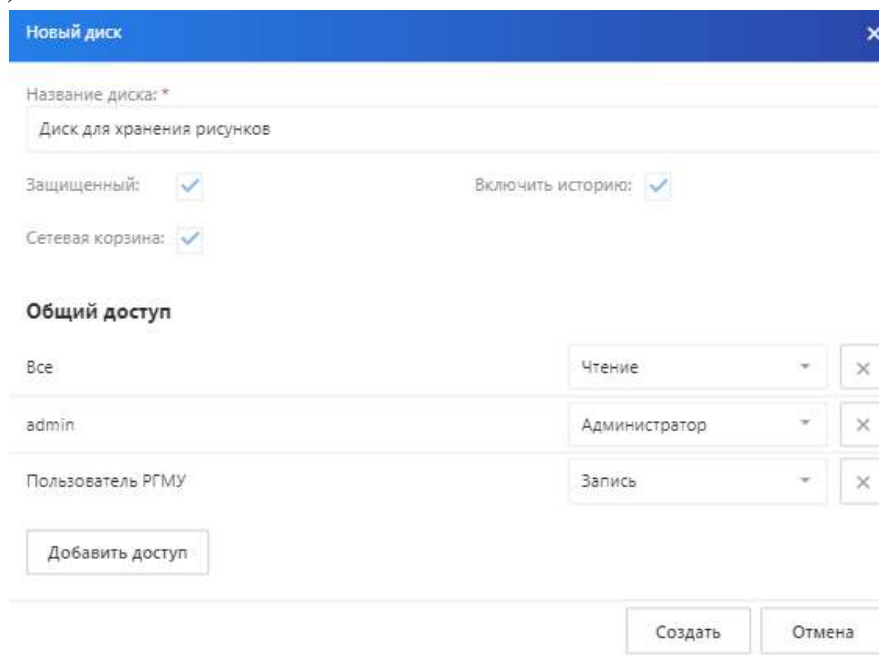 Новый диск
Название диска: *
Диск для хранения рисунков
Защищенный:
Включить историю:
Сетевая корзина:
Общий доступ
Все Чтение
admin Администратор
Пользователь РГМУ Запись
Добавить доступ
Создать Отмена